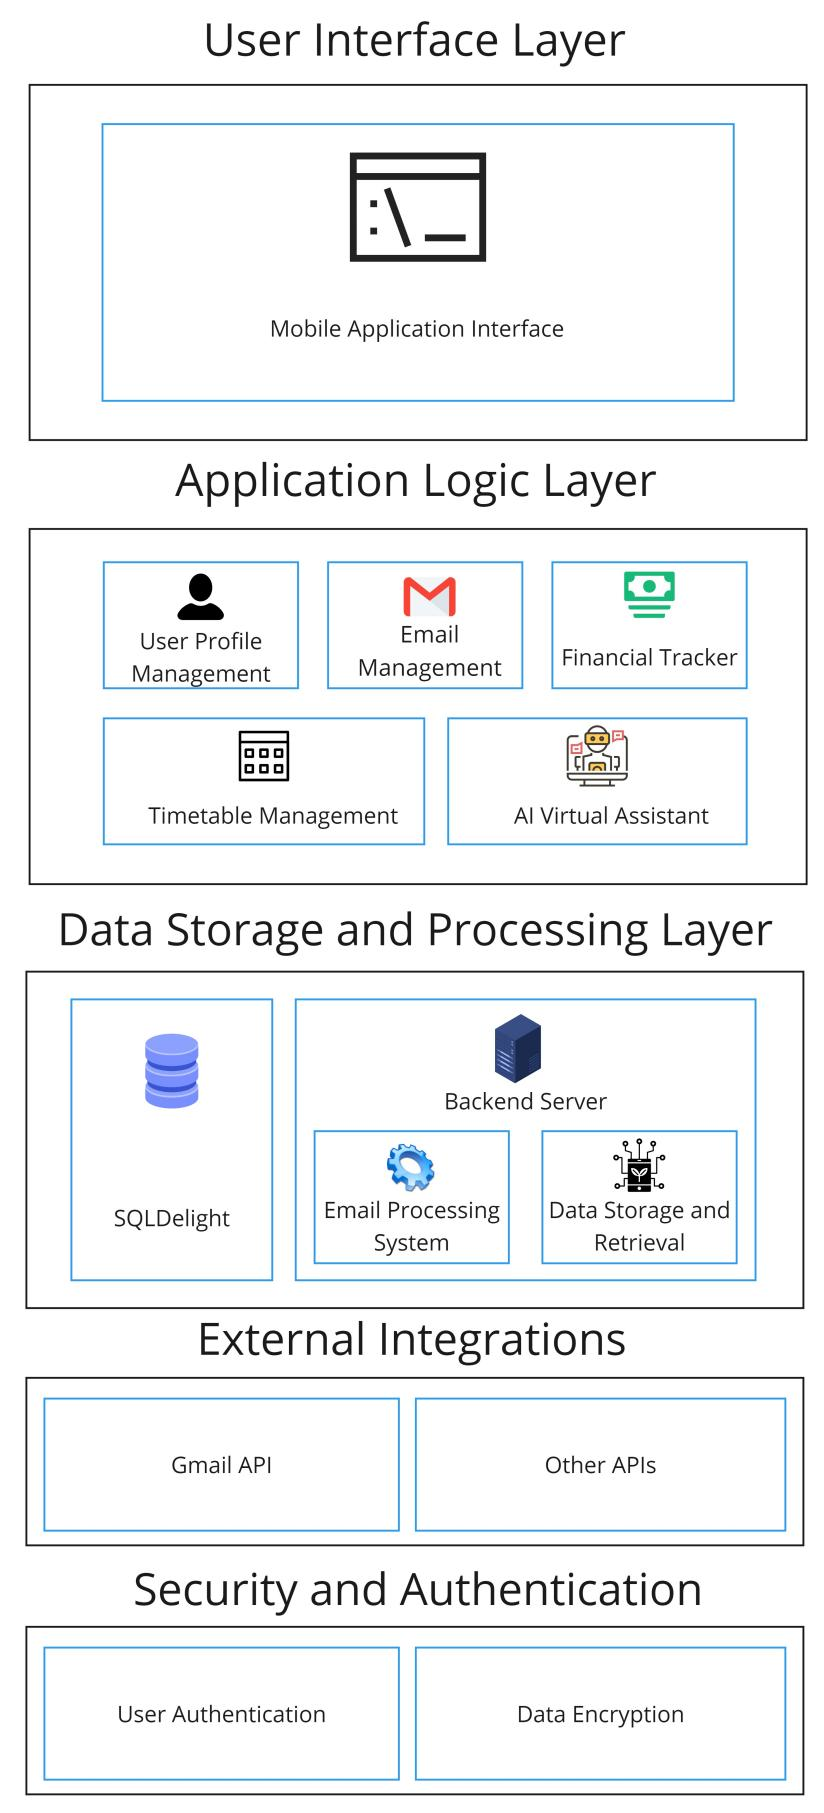 User Interface Layer
Mobile Application Interface
Application Logic Layer
User Profile
Management
Email
Management
Financial Tracker
Timetable Management
AI Virtual Assistant
Data Storage and Processing Layer
SQLDelight
Backend Server
Email Processing
System
Data Storage and
Retrieval
External Integrations
Gmail API
Other APIs
Security and Authentication
User Authentication
Data Encryption